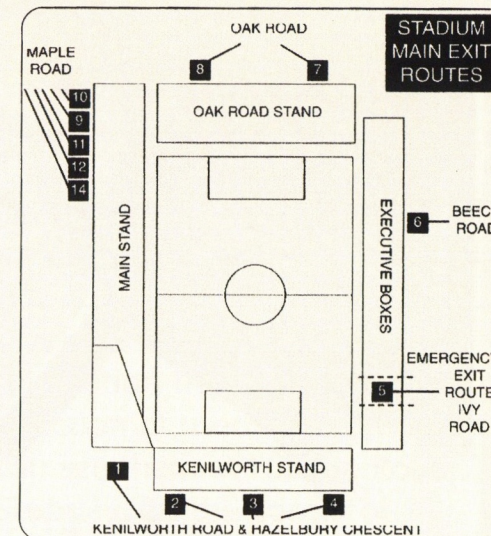 OAK ROAD
STADIUM
MAIN EXIT
ROUTES
MAPLE
ROAD
8
7
10
9
11
12
14
OAK ROAD STAND
MAIN STAND
EXECUTIVE BOXES
6
BEECH
ROAD
EMERGENCY
EXIT
ROUTE
IVY
ROAD
5
1
KENILWORTH STAND
2
3
4
KENILWORTH ROAD & HAZELBURY CRESCENT